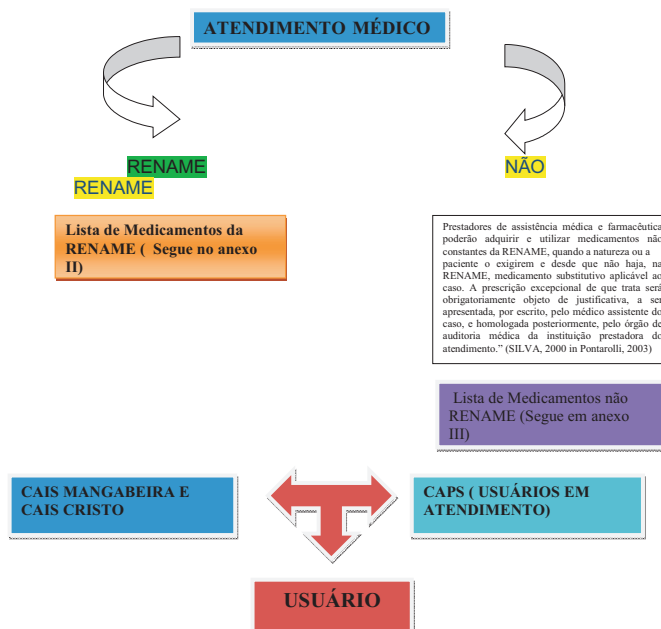 ATENDIMENTO MÉDICO
RENAME
RENAME
NÃO
Lista de Medicamentos da
RENAME ( Segue no anexo
II)
Prestadores de assistência médica e farmacêutica
poderão adquirir e utilizar medicamentos não
constantes da RENAME, quando a natureza ou a
paciente o exigirem e desde que não haja, na
RENAME, medicamento substitutivo aplicável ao
caso. A prescrição excepcional de que trata será
obrigatoriamente objeto de justificativa, a ser
apresentada, por escrito, pelo médico assistente do
caso, e homologada posteriormente, pelo órgão de
auditoria médica da instituição prestadora do
atendimento.” (SILVA, 2000 in Pontarolli, 2003)
Lista de Medicamentos não
RENAME (Segue em anexo
III)
CAIS MANGABEIRA E
CAIS CRISTO
CAPS ( USUÁRIOS EM
ATENDIMENTO)
USUÁRIO